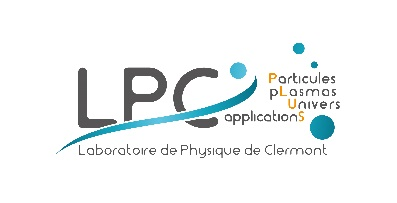 LPC
Particules
pLasmas
Univers
applicationS
Laboratoire de Physique de Clermont